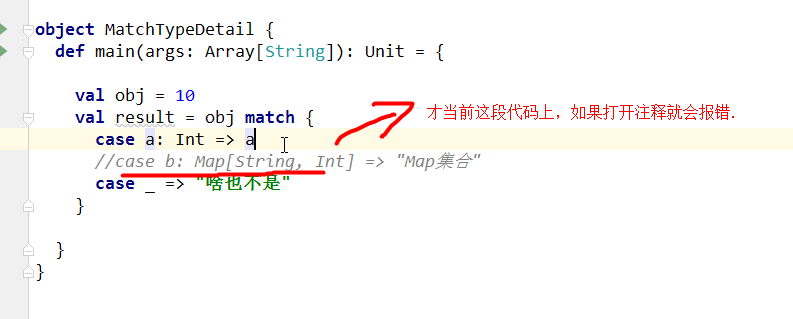 object MatchTypeDetail {
def main(args: Array[String]): Unit = {
val obj = 10
val result = obj match {
才当前这段代码上，如果打开注释就会报错.
case a: Int => a
//case b: Map[String, Int] => "Map集合"
case _ => "啥也不是"
}
}
}